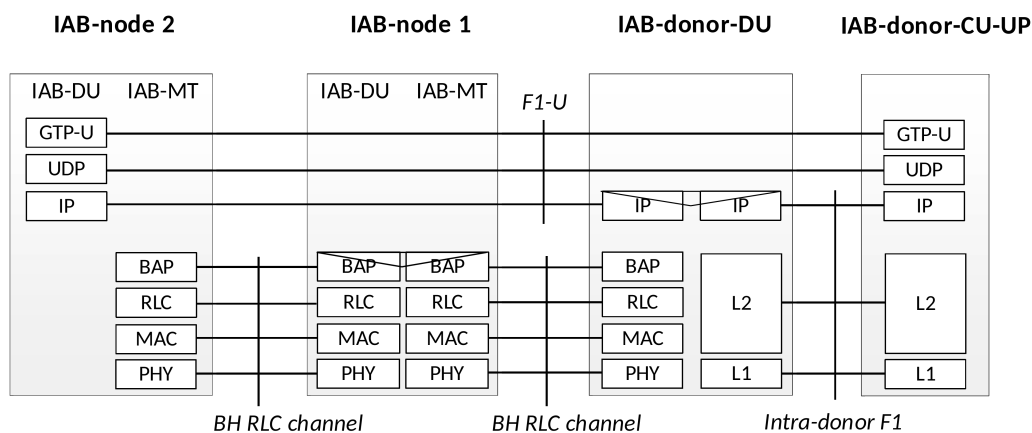 IAB-node 2 IAB-node 1 IAB-donor-DU IAB-donor-CU-UP
IAB-DU IAB-MT IAB-DU IAB-MT
F1-U
GTP-U GTP-U
UDP UDP
IP IP IP IP
BAP BAP BAP BAP
RLC RLC RLC RLC L2 L2
MAC MAC MAC MAC
PHY PHY PHY PHY L1 L1
BH RLC channel BH RLC channel Intra-donor F1